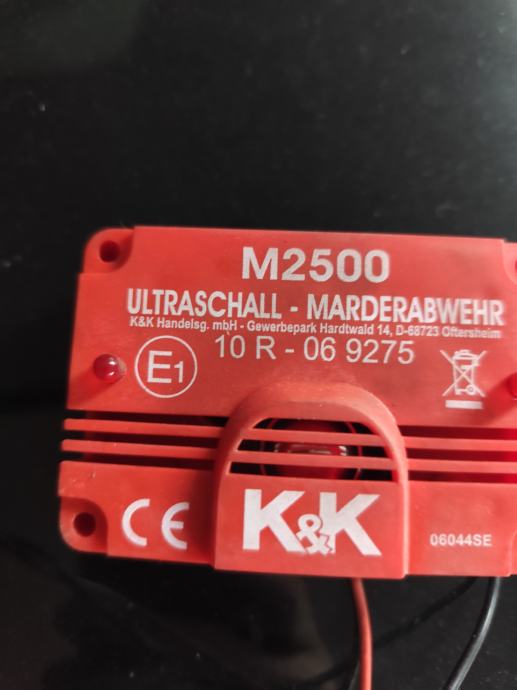 M2500
ULTRASCHALL - MARDERABWEHR
K&K Handelsg. mbH - Gewerbepark Hardtwald 14, D-68723 Oftersheim
E1
10 R - 06 9275
CE
K&K
06044SE